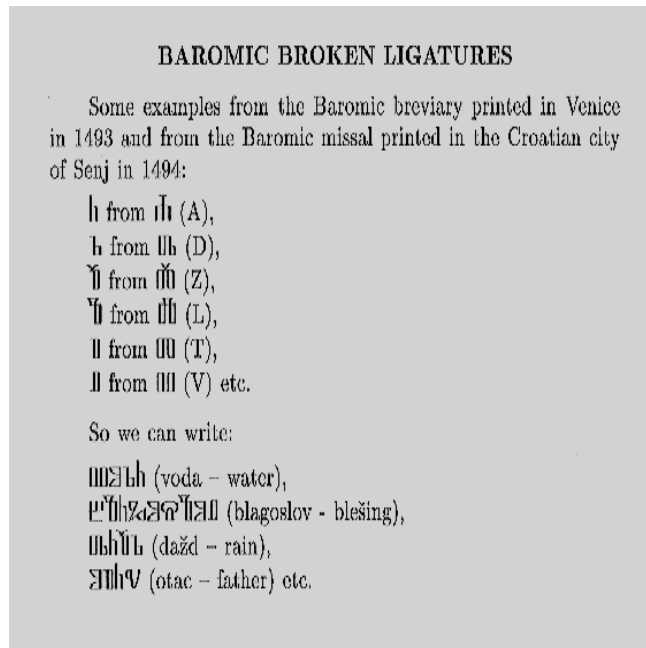 BAROMIC BROKEN LIGATURES
Some examples from the Baromic breviary printed in Venice
in 1493 and from the Baromic missal printed in the Croatian city
of Senj in 1494:
from (A),
from (D),
from (Z),
from (L),
from (T),
from (V) etc.
So we can write:
(voda – water),
(blagoslov - blešing),
(dažd – rain),
(otac – father) etc.